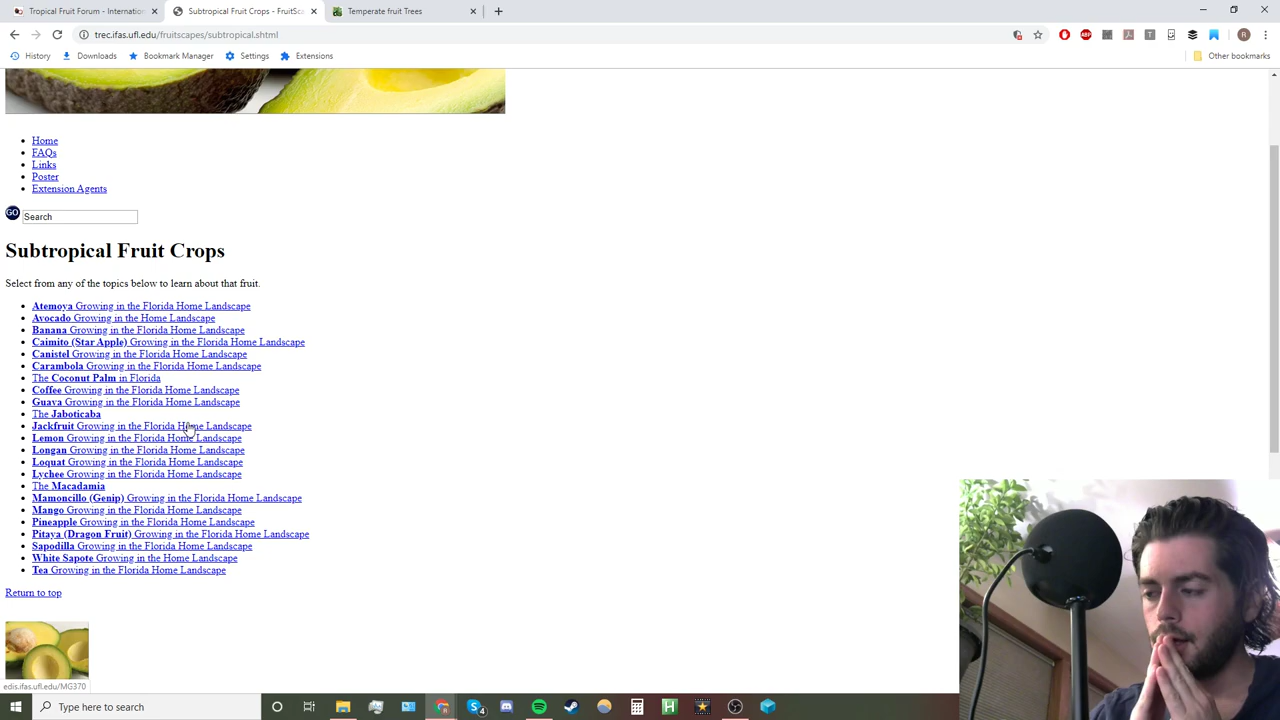 Tropical Fruit Forum - Internation
Subtropical Fruit Crops - FruitSca
Temperate fruit Trees
trec.ifas.ufl.edu/fruitscapes/subtropical.shtml
History Downloads Bookmark Manager Settings Extensions Other bookmarks
Home
FAQs
Links
Poster
Extension Agents
GO Search
Subtropical Fruit Crops
Select from any of the topics below to learn about that fruit.
Atemoya Growing in the Florida Home Landscape
Avocado Growing in the Florida Home Landscape
Banana Growing in the Florida Home Landscape
Caimito (Star Apple) Growing in the Florida Home Landscape
Canistel Growing in the Florida Home Landscape
Carambola Growing in the Florida Home Landscape
The Coconut Palm in Florida
Coffee Growing in the Florida Home Landscape
Guava Growing in the Florida Home Landscape
The Jaboticaba
Jackfruit Growing in the Florida Home Landscape
Lemon Growing in the Florida Home Landscape
Longan Growing in the Florida Home Landscape
Loquat Growing in the Florida Home Landscape
Lychee Growing in the Florida Home Landscape
The Macadamia
Mamoncillo (Genip) Growing in the Florida Home Landscape
Mango Growing in the Florida Home Landscape
Pineapple Growing in the Florida Home Landscape
Pitaya (Dragon Fruit) Growing in the Florida Home Landscape
Sapodilla Growing in the Florida Home Landscape
White Sapote Growing in the Home Landscape
Tea Growing in the Florida Home Landscape
Return to top
edis.ifas.ufl.edu/MG370
Type here to search